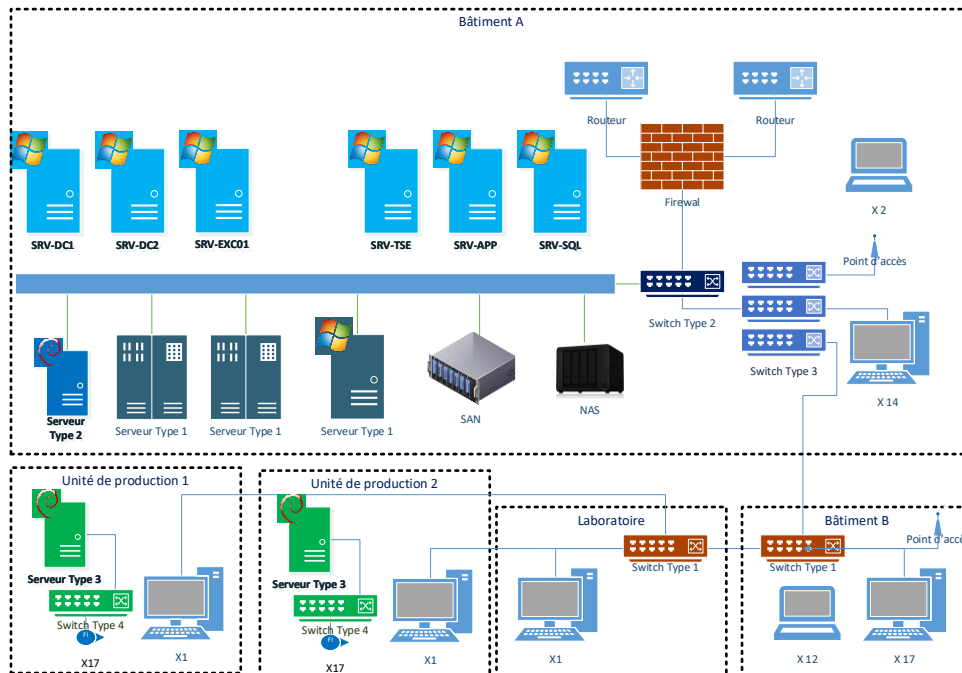 Bâtiment A
Routeur
Routeur
Firewal
SRV-DC1
SRV-DC2
SRV-EXC01
SRV-TSE
SRV-APP
SRV-SQL
X 2
Point d'accès
Switch Type 2
Switch Type 3
X 14
Serveur
Type 2
Serveur Type 1
Serveur Type 1
Serveur Type 1
SAN
NAS
Unité de production 1
Serveur Type 3
Switch Type 4
FI
X17
X1
Unité de production 2
Serveur Type 3
Switch Type 4
FI
X17
X1
Laboratoire
Switch Type 1
X1
Bâtiment B
Point d'accès
Switch Type 1
X 12
X 17